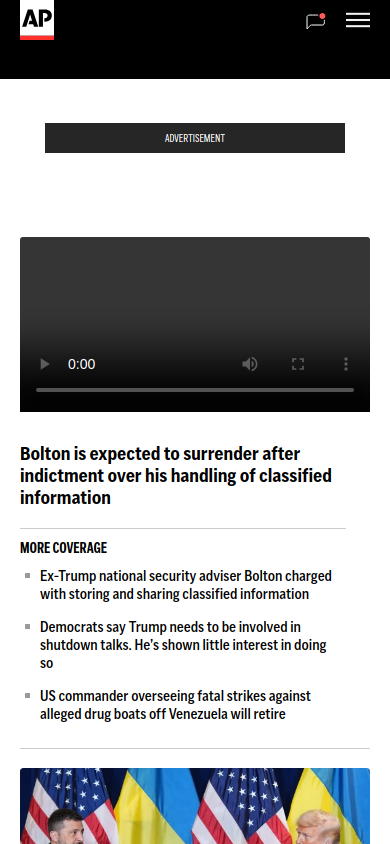 AP
ADVERTISEMENT
0:00
Bolton is expected to surrender after
indictment over his handling of classified
information
MORE COVERAGE
Ex-Trump national security adviser Bolton charged
with storing and sharing classified information
Democrats say Trump needs to be involved in
shutdown talks. He’s shown little interest in doing
so
US commander overseeing fatal strikes against
alleged drug boats off Venezuela will retire